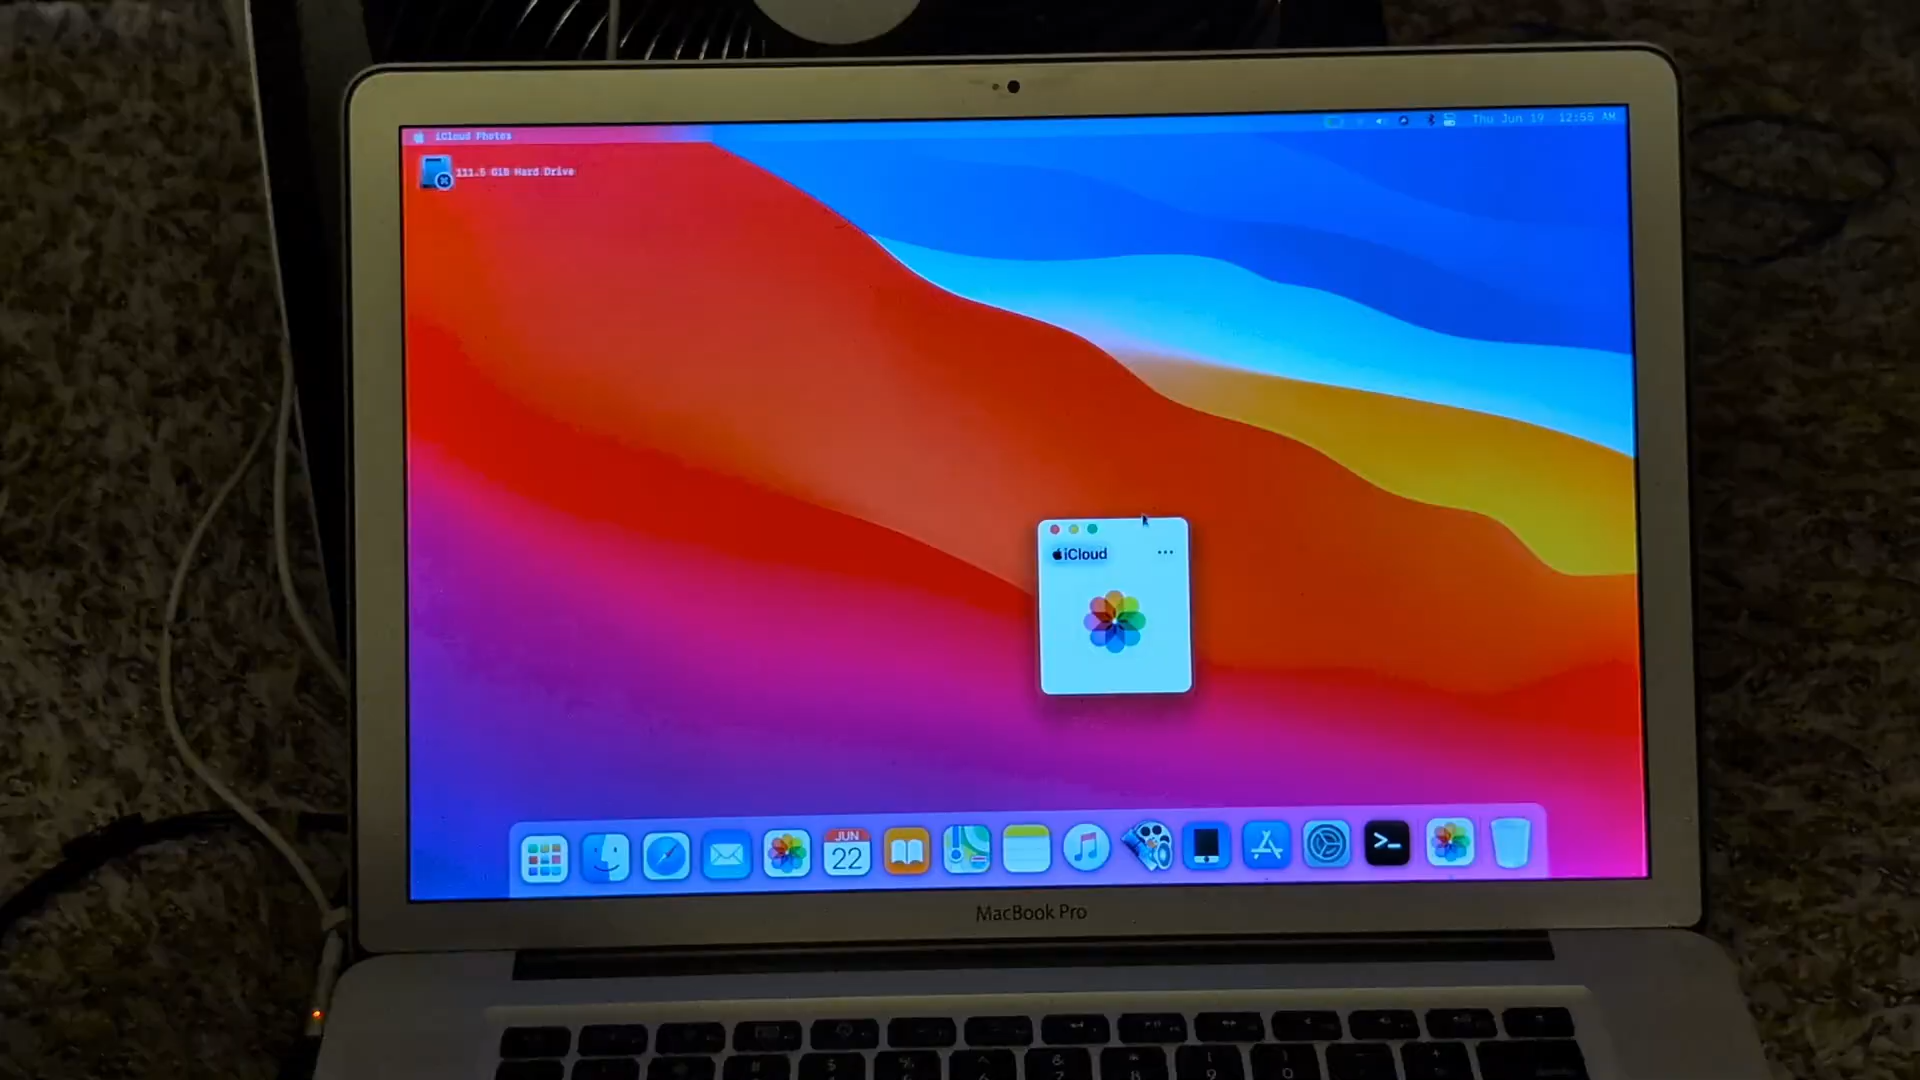 iCloud Photos
Thu Jun 19 12:55 AM
111.5 GiB Hard Drive
iCloud
JUN
22
MacBook Pro